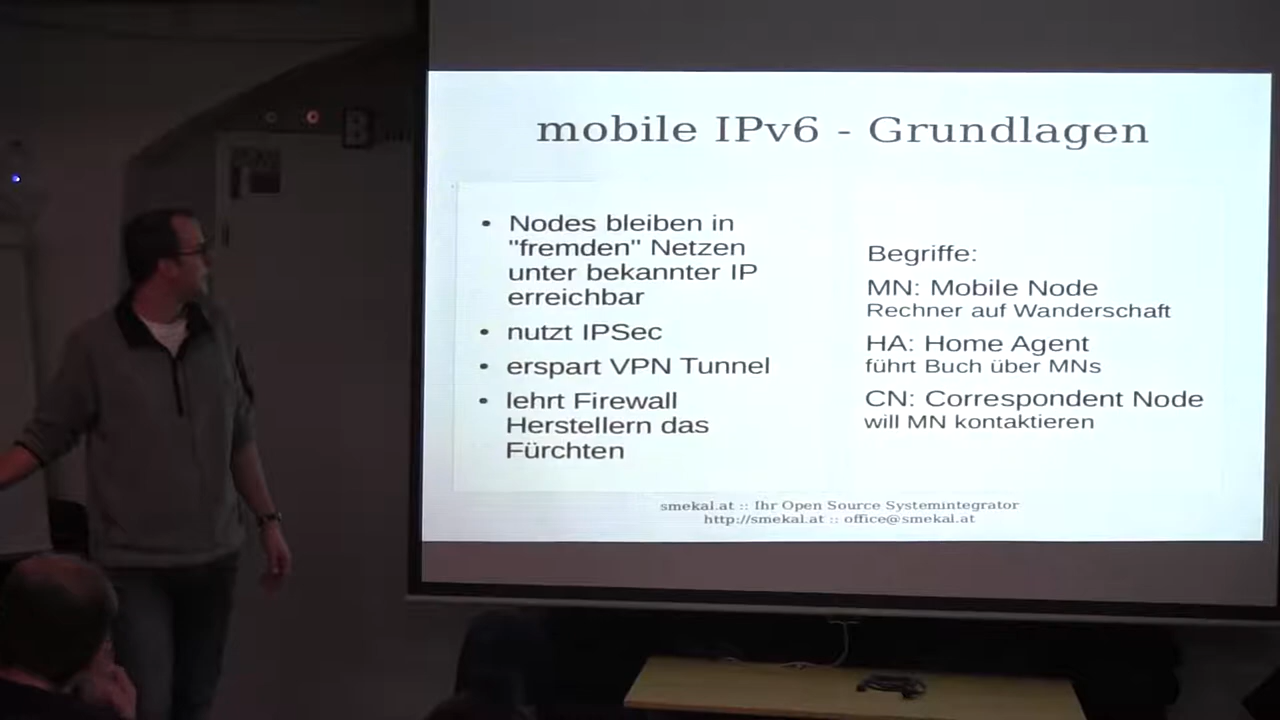 mobile IPv6 - Grundlagen
• Nodes bleiben in
"fremden" Netzen
unter bekannter IP
erreichbar
• nutzt IPSec
• erspart VPN Tunnel
• lehrt Firewall
Herstellern das
Fürchten
Begriffe:
MN: Mobile Node
Rechner auf Wanderschaft
HA: Home Agent
führt Buch über MNs
CN: Correspondent Node
will MN kontaktieren
smekal.at :: Ihr Open Source Systemintegrator
http://smekal.at :: office@smekal.at